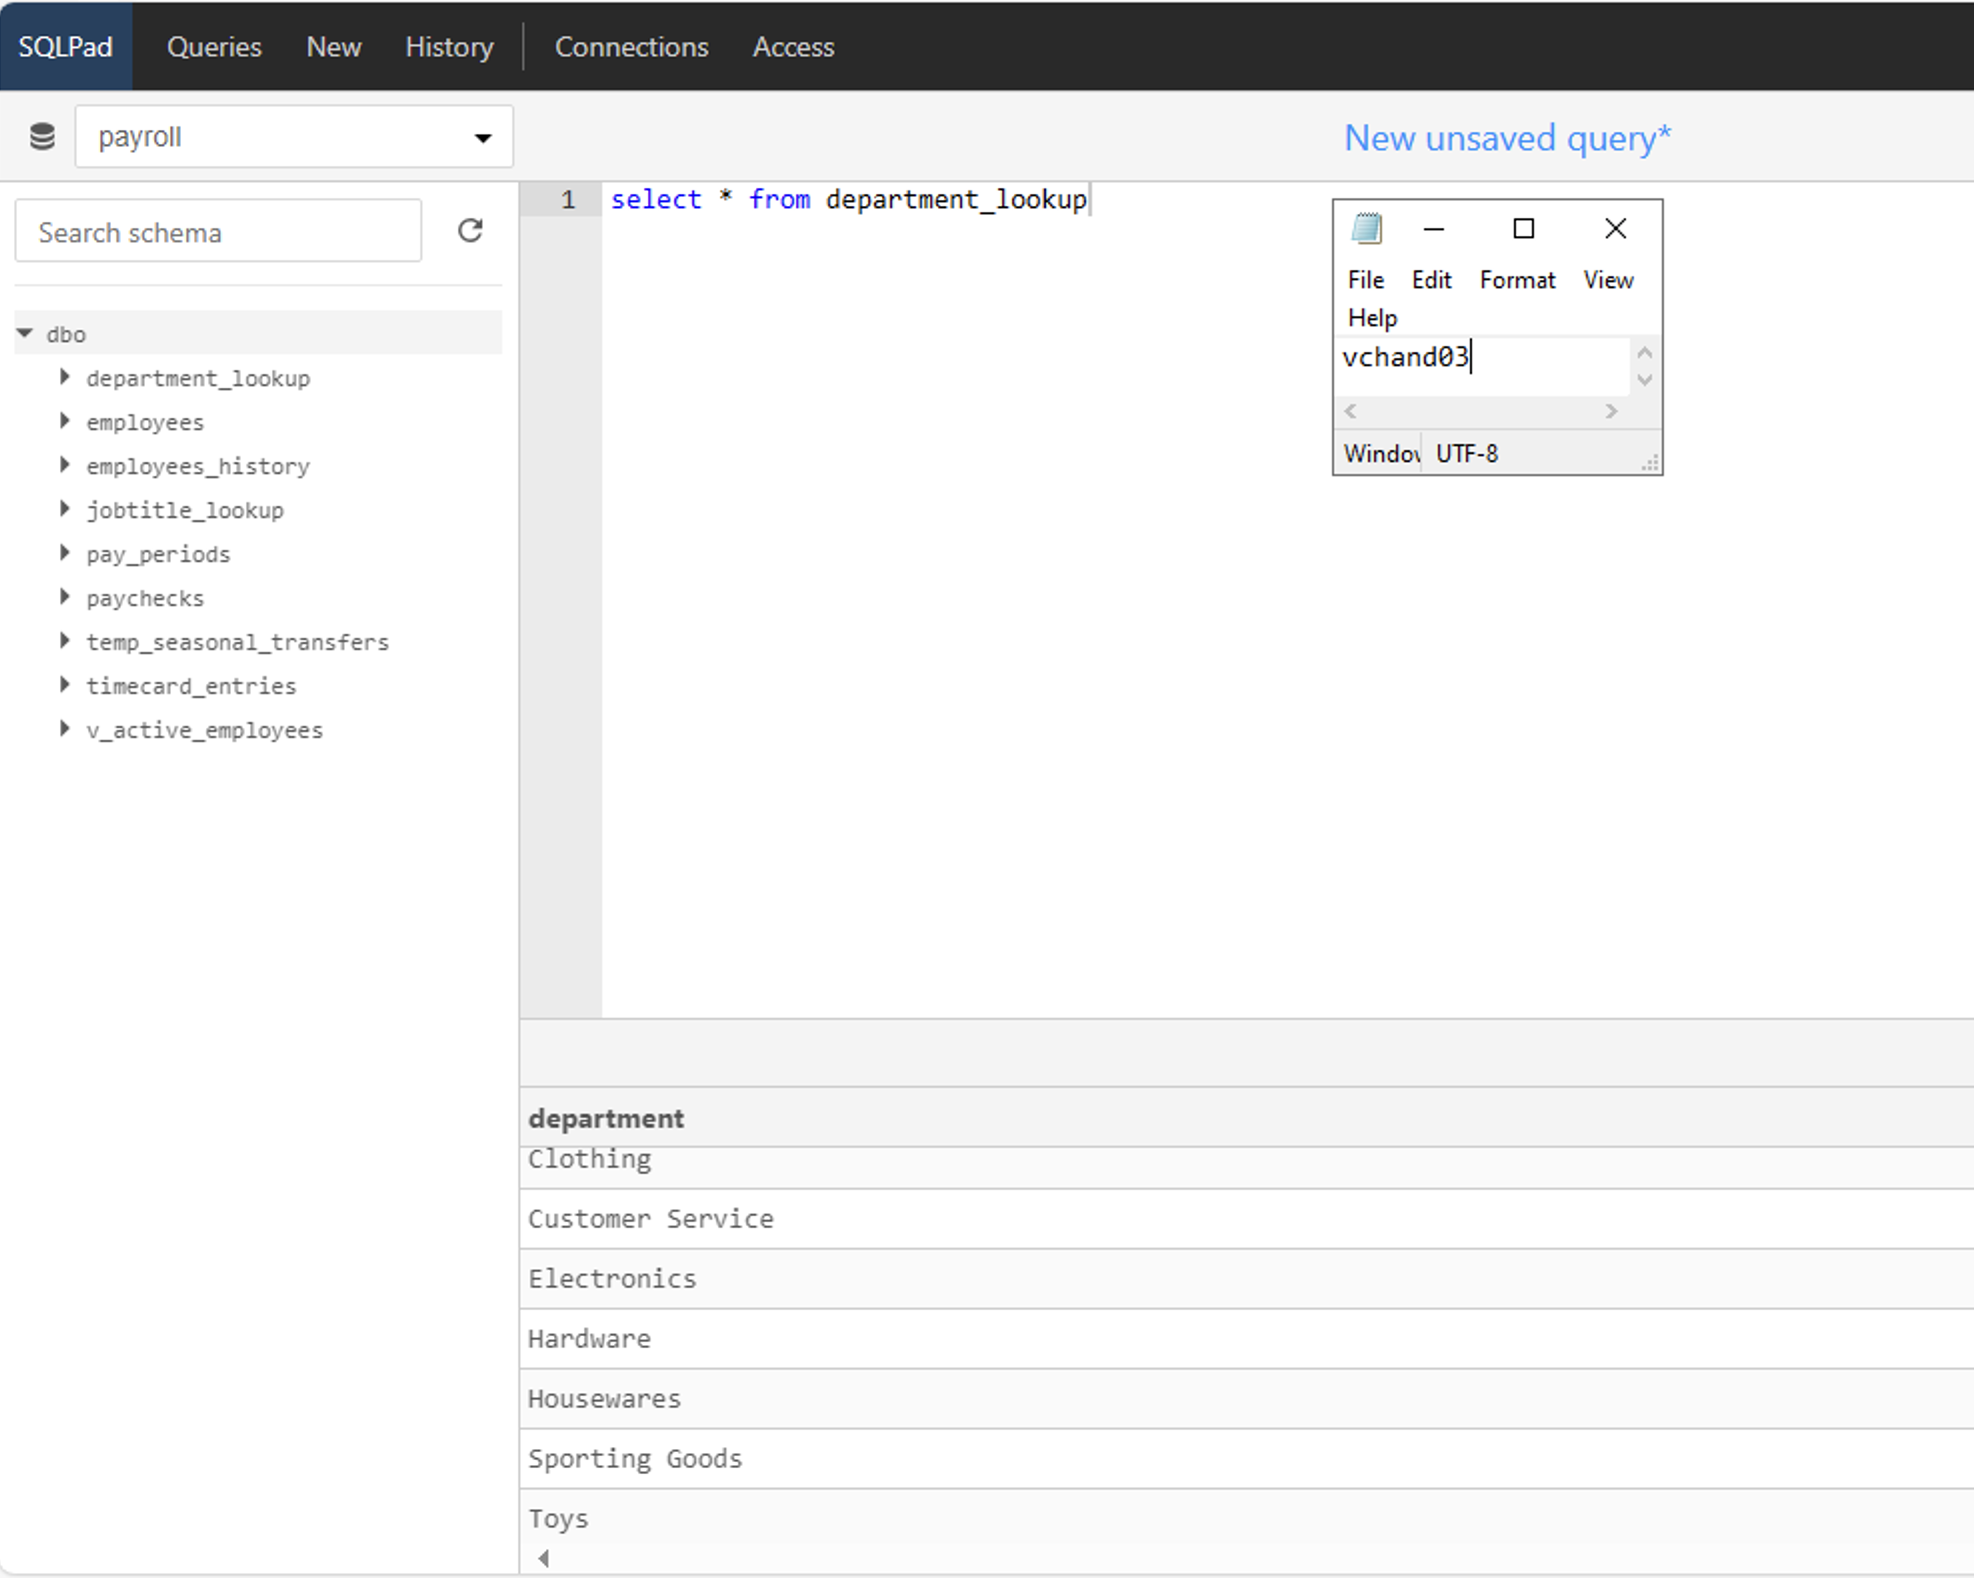 SQLPad Queries New History Connections Access
payroll
New unsaved query*
Search schema
1 select * from department_lookup
dbo
department_lookup
employees
employees_history
jobtitle_lookup
pay_periods
paychecks
temp_seasonal_transfers
timecard_entries
v_active_employees
File Edit Format View
Help
vchand03
UTF-8
department
Clothing
Customer Service
Electronics
Hardware
Housewares
Sporting Goods
Toys